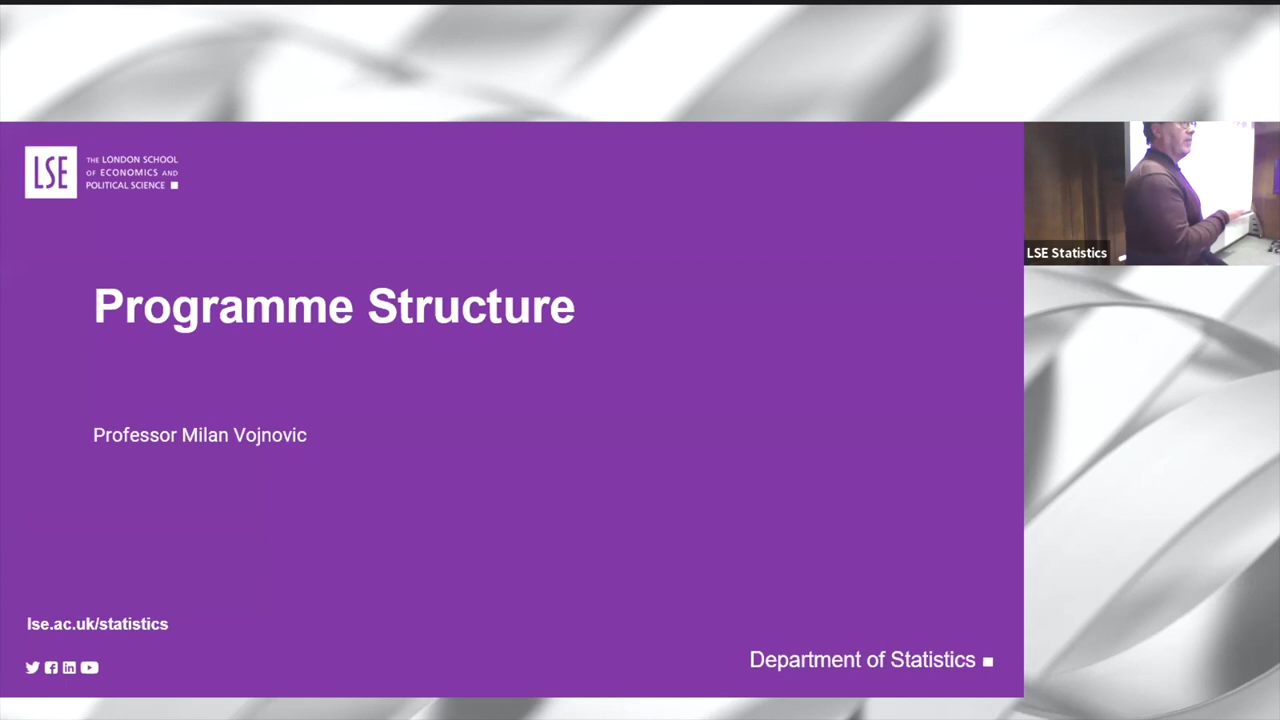 LSE
THE LONDON SCHOOL
OF ECONOMICS AND
POLITICAL SCIENCE
LSE Statistics
Programme Structure
Professor Milan Vojnovic
lse.ac.uk/statistics
Department of Statistics